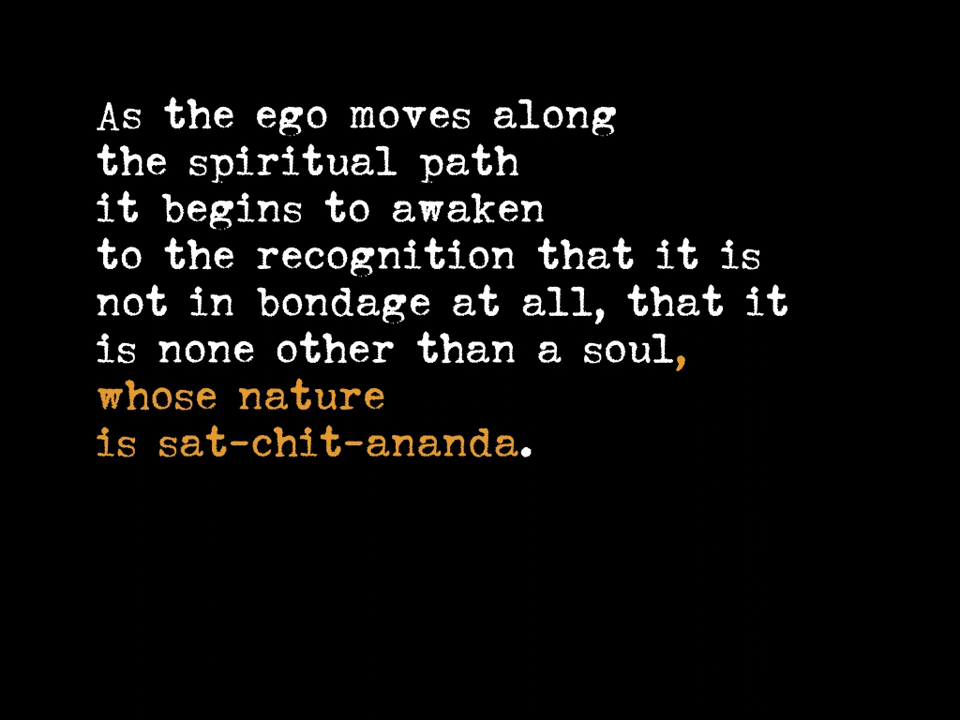 As the ego moves along
the spiritual path
it begins to awaken
to the recognition that it is
not in bondage at all, that it
is none other than a soul,
whose nature
is sat-chit-ananda.